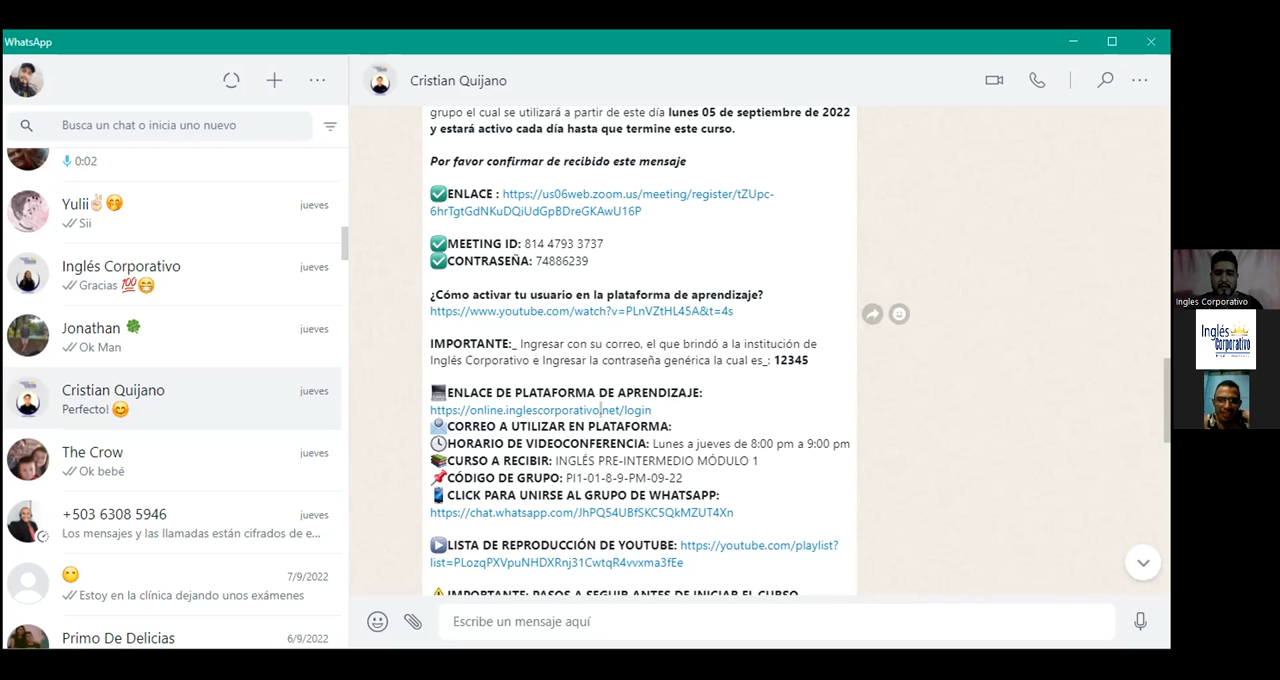 WhatsApp
Cristian Quijano
Busca un chat o inicia uno nuevo
0:02
Yulii✌🏻🤭
jueves
Sii
Inglés Corporativo
jueves
Gracias 💯😁
Jonathan 🍀
jueves
Ok Man
Cristian Quijano
jueves
Perfecto! 😊
The Crow
jueves
Ok bebé
+503 6308 5946
jueves
Los mensajes y las llamadas están cifrados de e...
😶
7/9/2022
Estoy en la clínica dejando unos exámenes
Primo De Delicias
6/9/2022
grupo el cual se utilizará a partir de este día lunes 05 de septiembre de 2022
y estará activo cada día hasta que termine este curso.
Por favor confirmar de recibido este mensaje
✅ENLACE : https://us06web.zoom.us/meeting/register/tZUpc-
6hrTgtGdNKuDQiUdGpBDreGKAwU16P
✅MEETING ID: 814 4793 3737
✅CONTRASEÑA: 74886239
¿Cómo activar tu usuario en la plataforma de aprendizaje?
https://www.youtube.com/watch?v=PLnVZtHL45A&t=4s
IMPORTANTE:_ Ingresar con su correo, el que brindó a la institución de
Inglés Corporativo e Ingresar la contraseña genérica la cual es_: 12345
💻ENLACE DE PLATAFORMA DE APRENDIZAJE:
https://online.inglescorporativo.net/login
📩CORREO A UTILIZAR EN PLATAFORMA:
🕓HORARIO DE VIDEOCONFERENCIA: Lunes a jueves de 8:00 pm a 9:00 pm
📚CURSO A RECIBIR: INGLÉS PRE-INTERMEDIO MÓDULO 1
📌CÓDIGO DE GRUPO: PI1-01-8-9-PM-09-22
📱CLICK PARA UNIRSE AL GRUPO DE WHATSAPP:
https://chat.whatsapp.com/JhPQ54UBfSKC5QkMZUT4Xn
▶LISTA DE REPRODUCCIÓN DE YOUTUBE: https://youtube.com/playlist?
list=PLozqPXVpuNHDXRnj31CwtqR4vvxma3fEe
⚠IMPORTANTE: PASOS A SEGUIR ANTES DE INICIAR EL CURSO
Escribe un mensaje aquí
Ingles Corporativo
Inglés
Corporativo